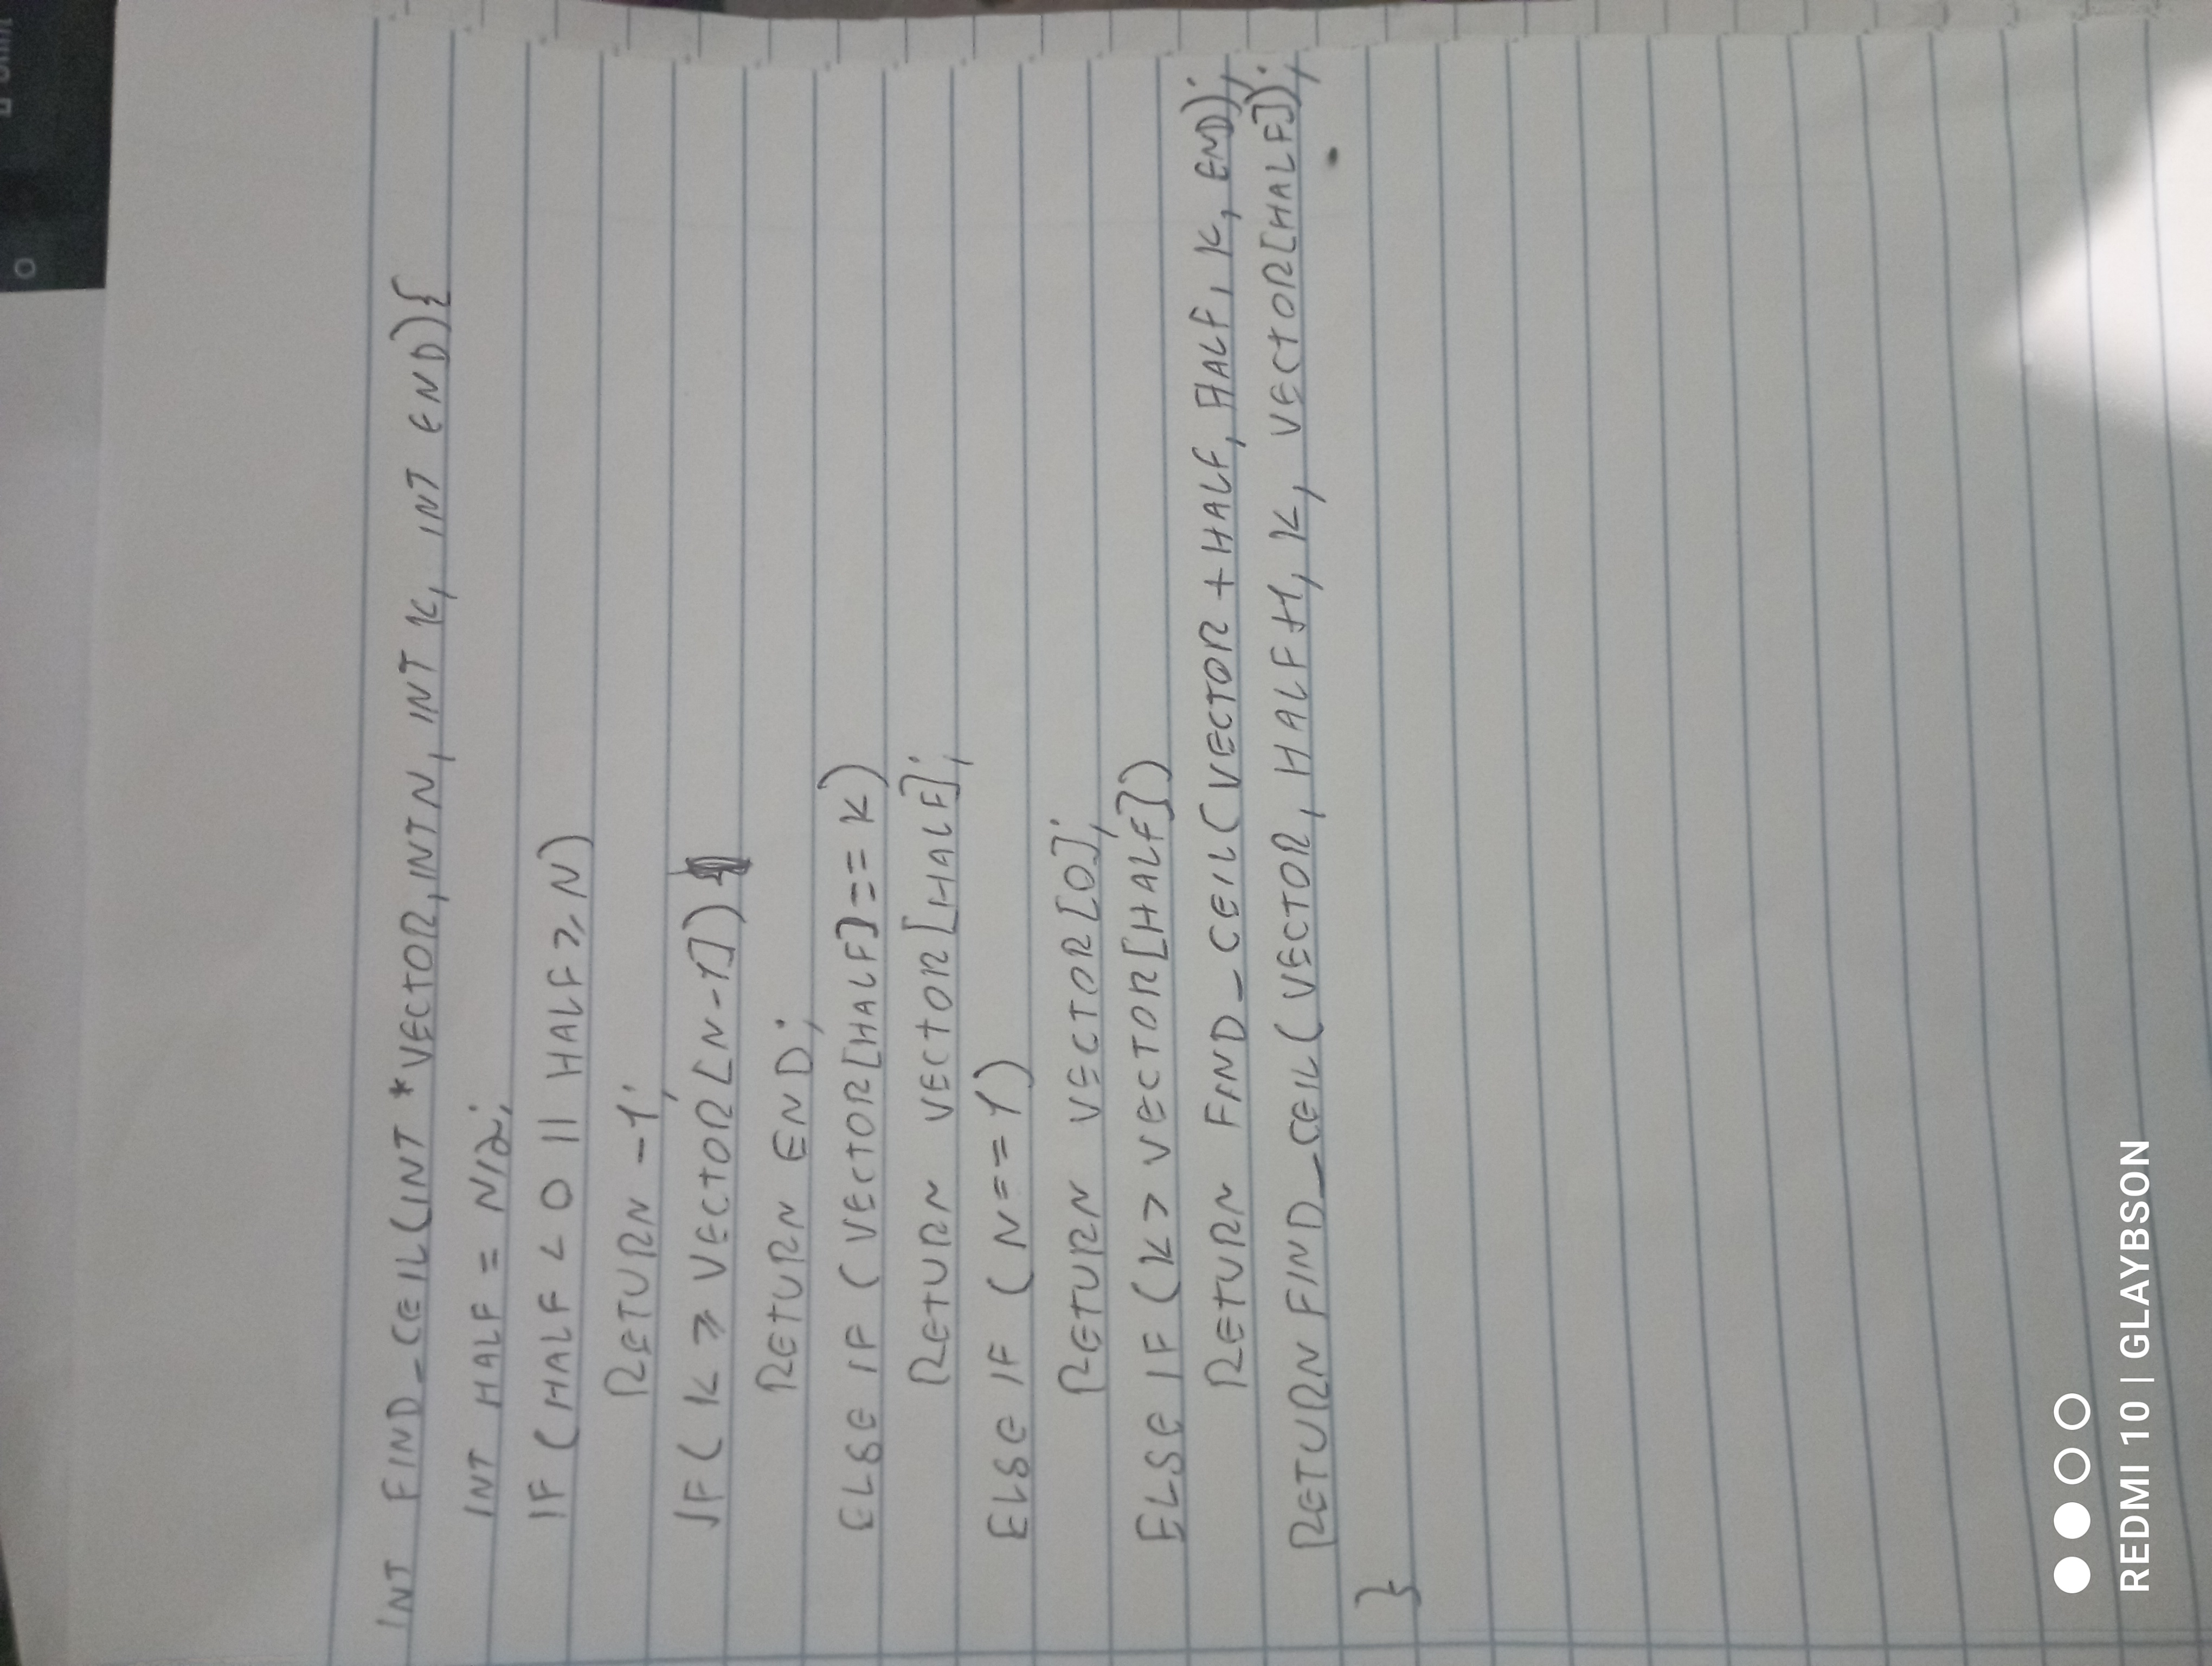 INT FIND_CEIL(INT *VECTOR, INT N, INT K, INT END){
INT HALF = N/2;
IF (HALF < 0 || HALF ≥ N)
RETURN -1;
IF( K ≥ VECTOR[N-1])
RETURN END;
ELSE IF (VECTOR[HALF]== K)
RETURN VECTOR[HALF];
ELSE IF (N==1)
RETURN VECTOR[0];
ELSE IF (K > VECTOR[HALF])
RETURN FIND_CEIL(VECTOR + HALF, HALF, K, END);
RETURN FIND_CEIL(VECTOR, HALF+1, K, VECTOR[HALF]);
}
REDMI 10 | GLAYBSON